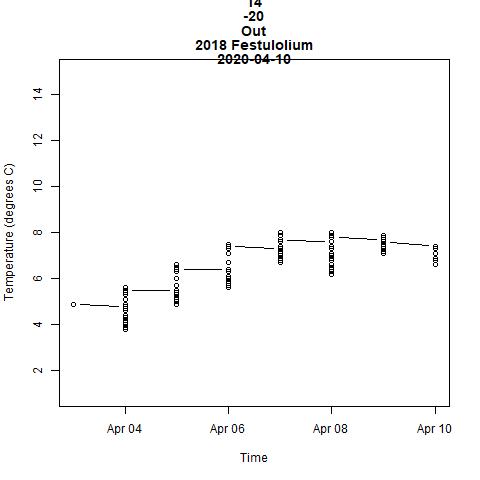 14
-20
Out
2018 Festulolium
2020-04-10
Temperature (degrees C)
14
12
10
8
6
4
2
Apr 04
Apr 06
Apr 08
Apr 10
Time